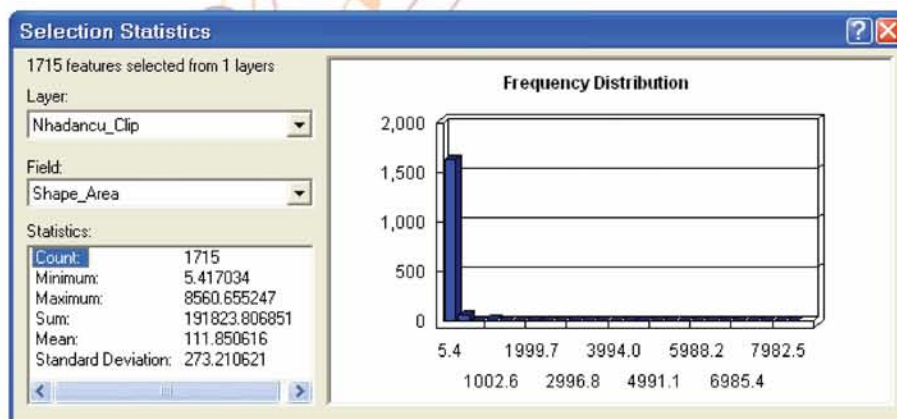 Selection Statistics
1715 features selected from 1 layers
Layer:
Nhadancu_Clip
Field:
Shape_Area
Statistics:
Count: 1715
Minimum: 5.417034
Maximum: 8560.655247
Sum: 191823.806851
Mean: 111.850616
Standard Deviation: 273.210621
Frequency Distribution
2,000
1,500
1,000
500
0
5.4 1999.7 3994.0 5988.2 7982.5
1002.6 2996.8 4991.1 6985.4